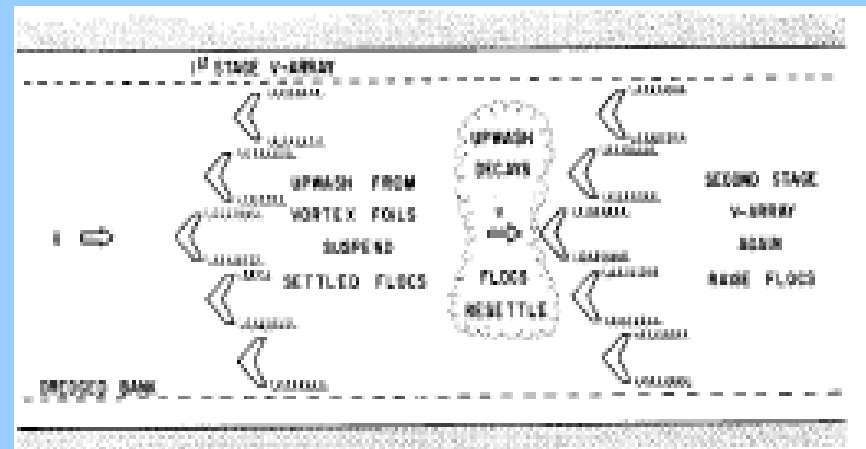 1ST STAGE V-ARRAY
UPWASH FROM
VORTEX FOILS
SUSPEND
SETTLED FLOCS
UPWASH
DECAYS
V
FLOCS
RESETTLE
SECOND STAGE
V-ARRAY
AGAIN
RAISE FLOCS
DREDGED BANK